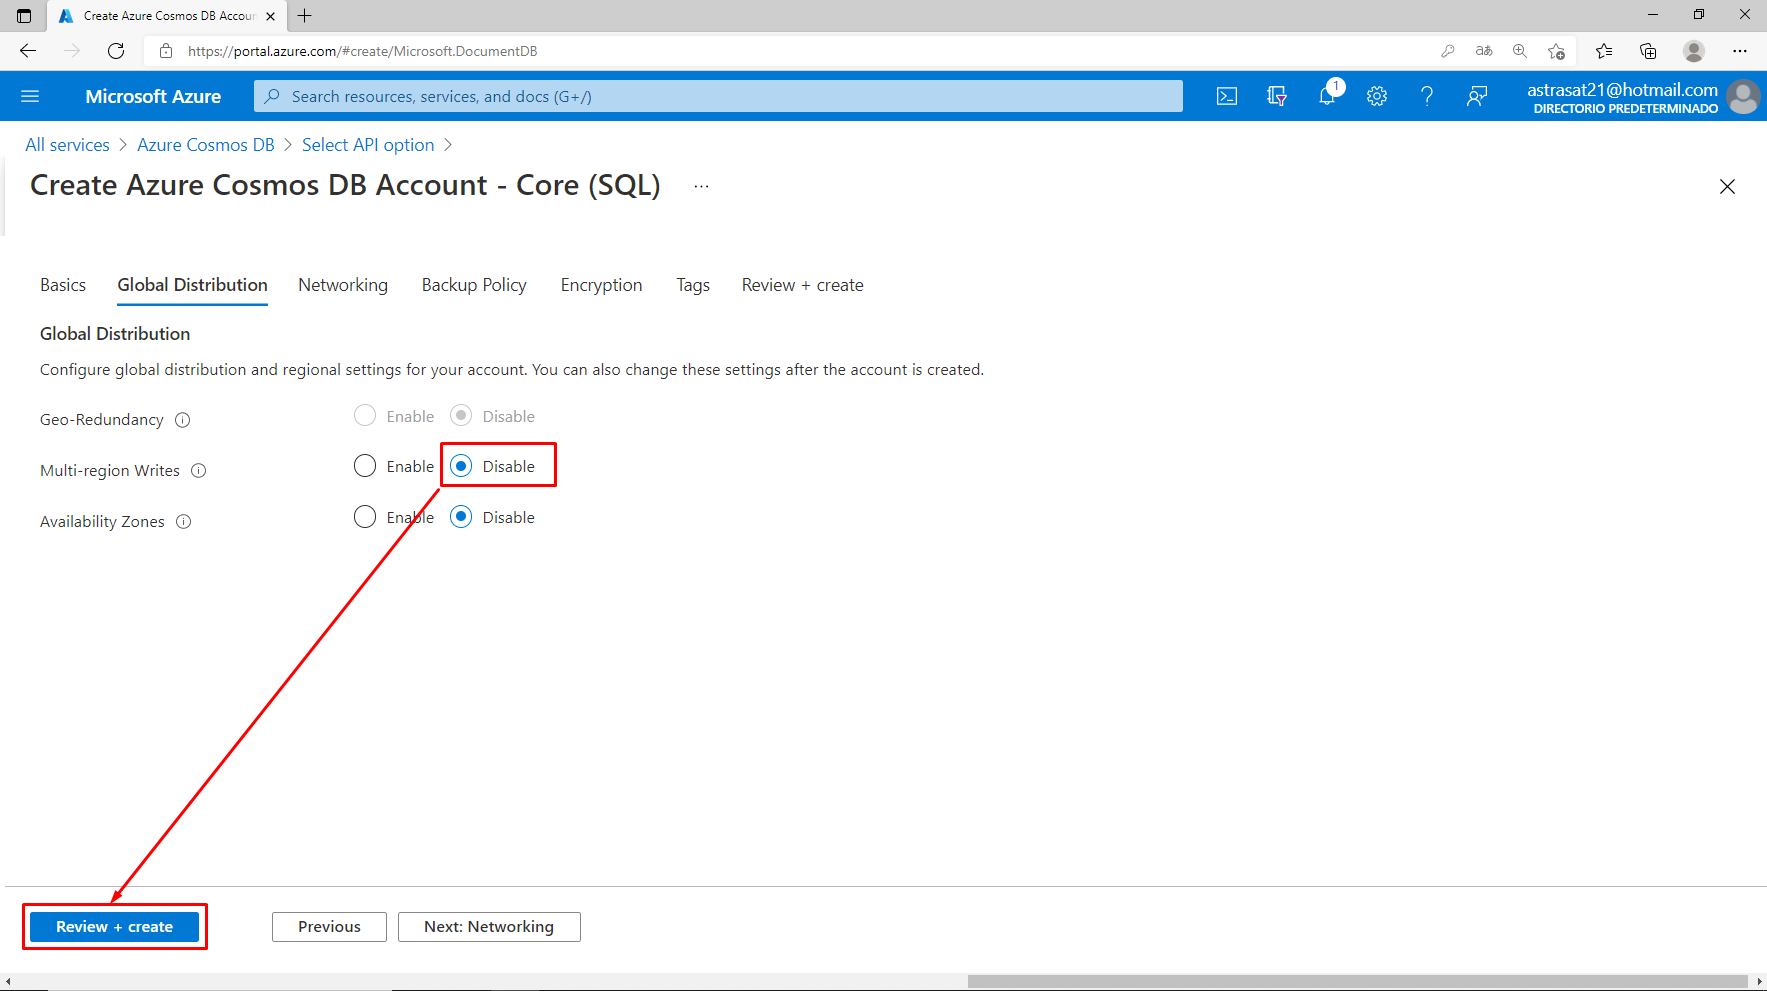 Create Azure Cosmos DB Accoun
https://portal.azure.com/#create/Microsoft.DocumentDB
aあ
Microsoft Azure
Search resources, services, and docs (G+/)
1
astrasat21@hotmail.com
DIRECTORIO PREDETERMINADO
All services > Azure Cosmos DB > Select API option >
Create Azure Cosmos DB Account - Core (SQL) ...
Basics Global Distribution Networking Backup Policy Encryption Tags Review + create
Global Distribution
Configure global distribution and regional settings for your account. You can also change these settings after the account is created.
Geo-Redundancy Enable Disable
Multi-region Writes Enable Disable
Availability Zones Enable Disable
Review + create Previous Next: Networking